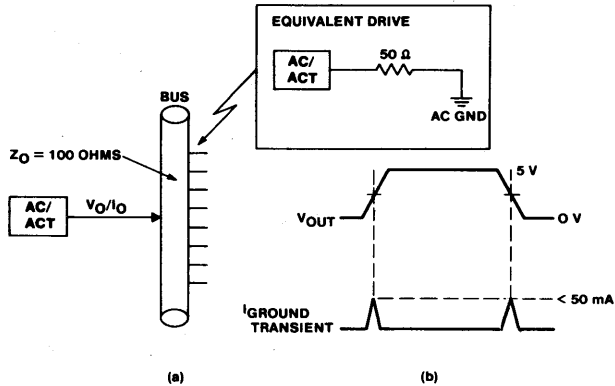 EQUIVALENT DRIVE
AC/
ACT
50 Ω
AC GND
BUS
Z_O = 100 OHMS
AC/
ACT
V_O/I_O
V_OUT
5 V
0 V
I_GROUND
TRANSIENT
< 50 mA
(a)
(b)